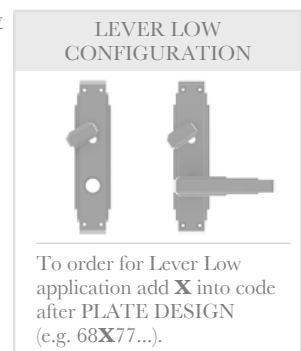 LEVER LOW
CONFIGURATION
To order for Lever Low
application add X into code
after PLATE DESIGN
(e.g. 68X77...).